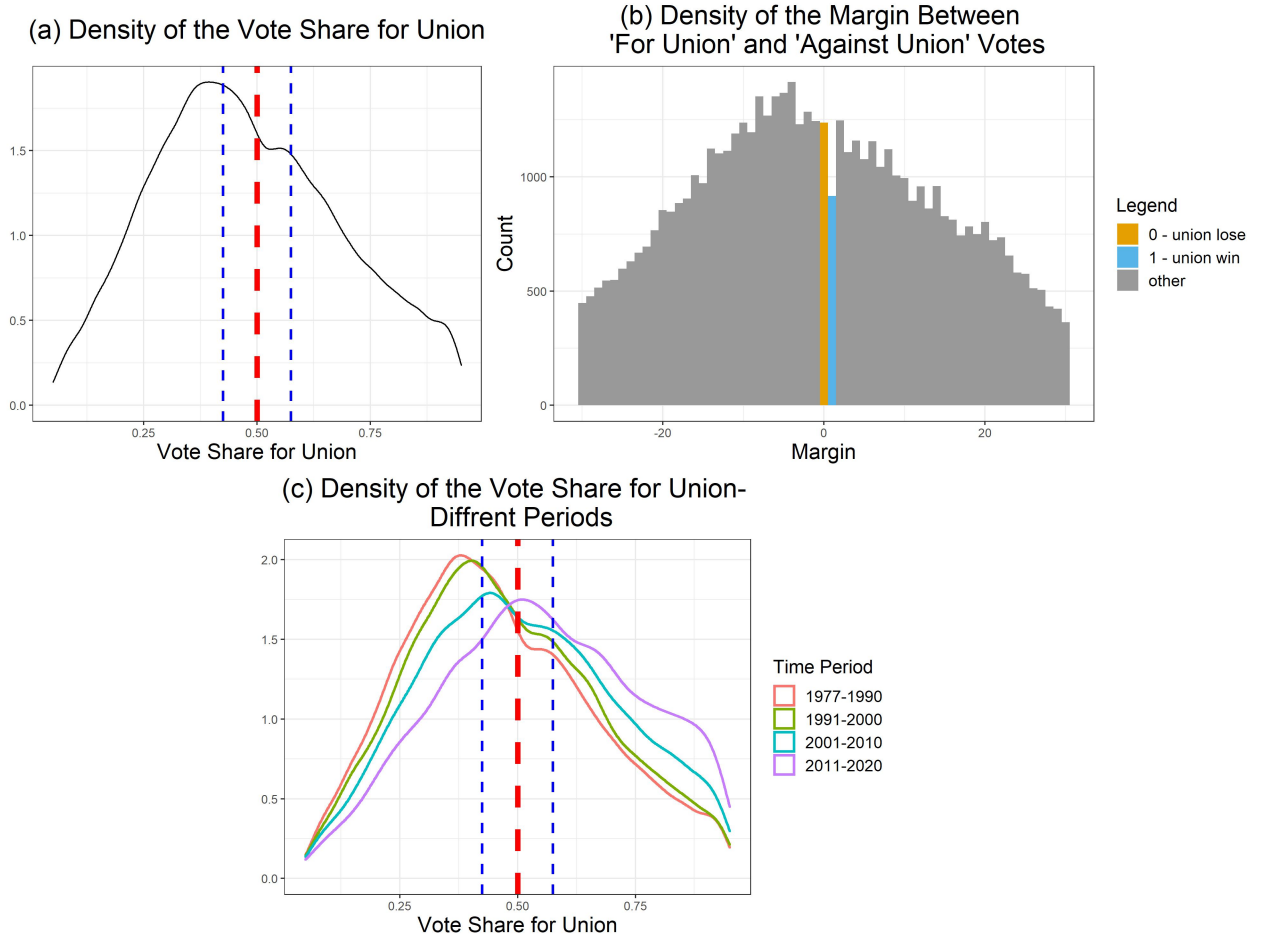 (a) Density of the Vote Share for Union
1.5
1.0
0.5
0.0
0.25
0.50
0.75
Vote Share for Union
(b) Density of the Margin Between
'For Union' and 'Against Union' Votes
Count
1000
500
0
-20
0
20
Margin
Legend
0 - union lose
1 - union win
other
(c) Density of the Vote Share for Union-
Diffrent Periods
2.0
1.5
1.0
0.5
0.0
0.25
0.50
0.75
Vote Share for Union
Time Period
1977-1990
1991-2000
2001-2010
2011-2020